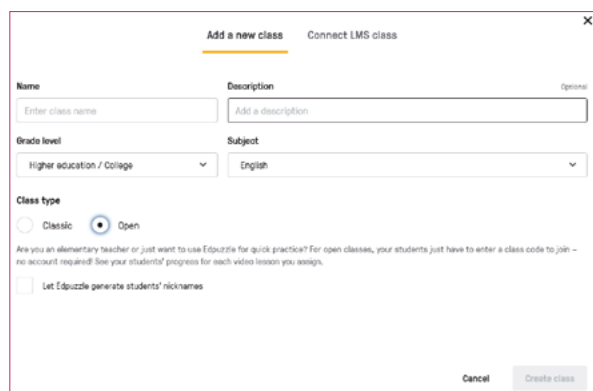 Add a new class Connect LMS class
Name Description Optional
Enter class name Add a description
Grade level Subject
Higher education / College English
Class type
Classic Open
Are you an elementary teacher or just want to use Edpuzzle for quick practice? For open classes, your students just have to enter a class code to join –
no account required! See your students' progress for each video lesson you assign.
Let Edpuzzle generate students' nicknames
Cancel Create class